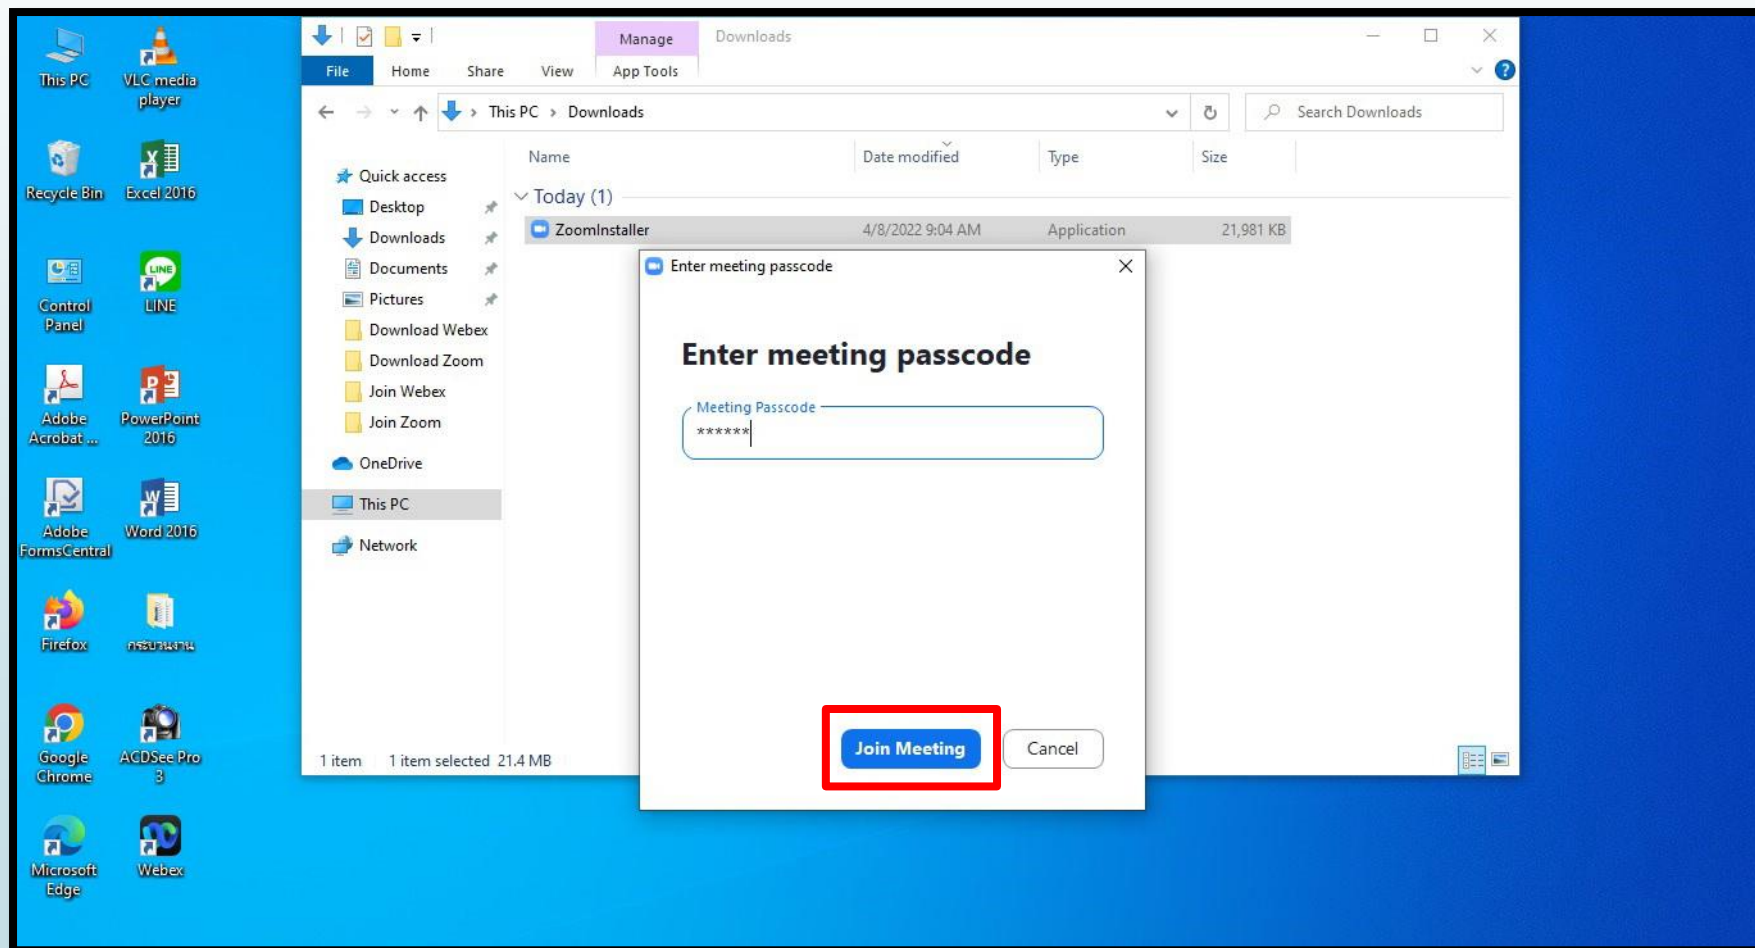 This PC
VLC media
player
Recycle Bin
Excel 2016
Control
Panel
LINE
LINE
Adobe
Acrobat ...
PowerPoint
2016
Adobe
FormsCentral
Word 2016
Firefox
กระบวนงาน
Google
Chrome
ACDSee Pro
3
Microsoft
Edge
Webex
Manage
Downloads
File
Home
Share
View
App Tools
This PC
Downloads
Search Downloads
Name
Date modified
Type
Size
Quick access
Desktop
Downloads
Documents
Pictures
Download Webex
Download Zoom
Join Webex
Join Zoom
OneDrive
This PC
Network
Today (1)
ZoomInstaller
4/8/2022 9:04 AM
Application
21,981 KB
Enter meeting passcode
Enter meeting passcode
Meeting Passcode
******
Join Meeting
Cancel
1 item
1 item selected 21.4 MB